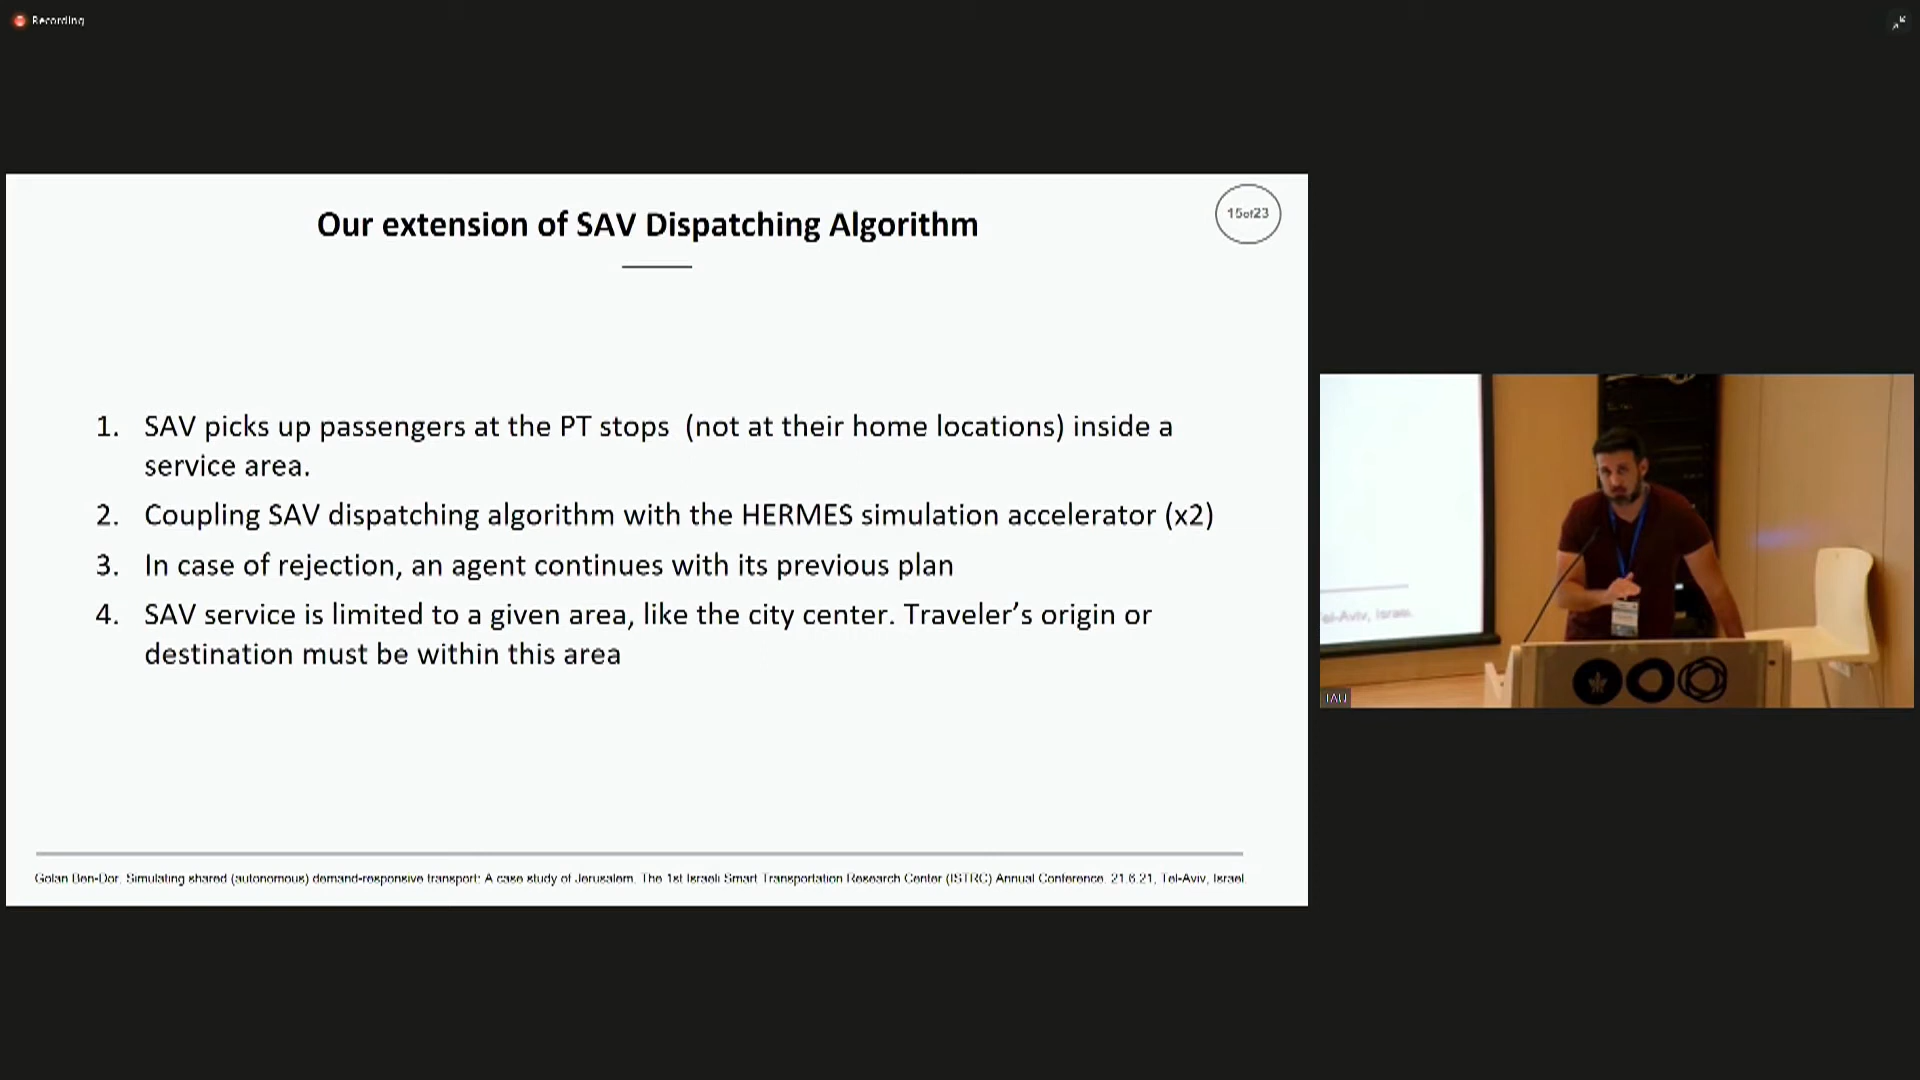 Recording
Our extension of SAV Dispatching Algorithm
15of23
1. SAV picks up passengers at the PT stops (not at their home locations) inside a
service area.
2. Coupling SAV dispatching algorithm with the HERMES simulation accelerator (x2)
3. In case of rejection, an agent continues with its previous plan
4. SAV service is limited to a given area, like the city center. Traveler’s origin or
destination must be within this area
Golan Ben-Dor. Simulating shared (autonomous) demand-responsive transport: A case study of Jerusalem. The 1st Israeli Smart Transportation Research Center (ISTRC) Annual Conference. 21.6.21, Tel-Aviv, Israel.
Tel-Aviv, Israel.
TAU